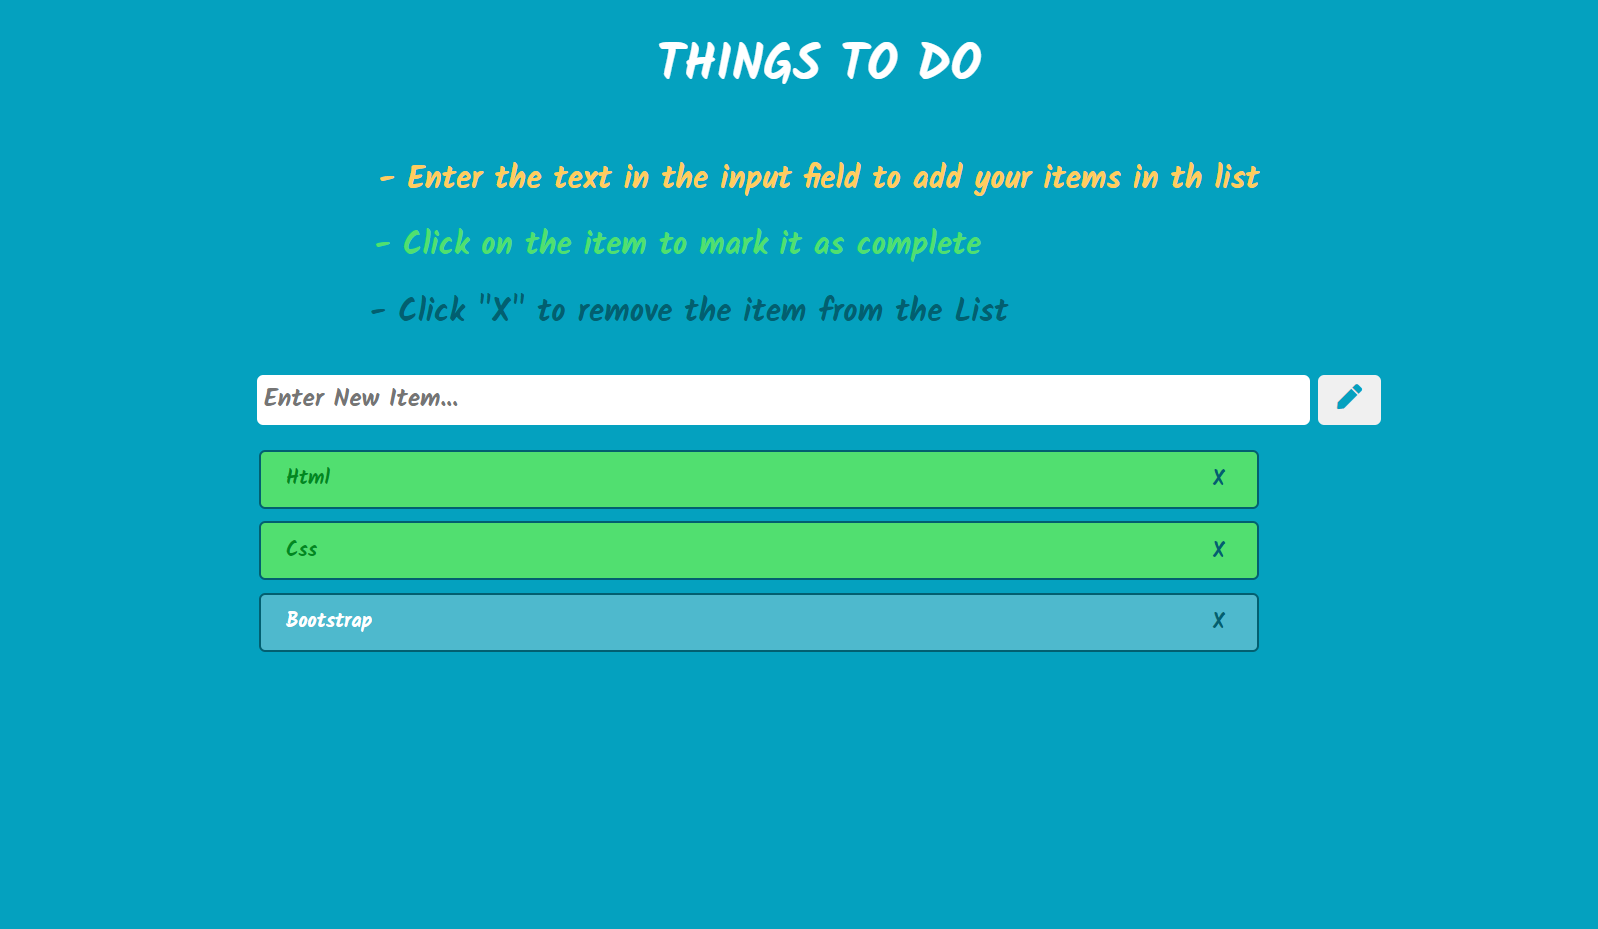 THINGS TO DO
- Enter the text in the input field to add your items in th list
- Click on the item to mark it as complete
- Click "X" to remove the item from the List
Enter New Item...
Html X
Css X
Bootstrap X